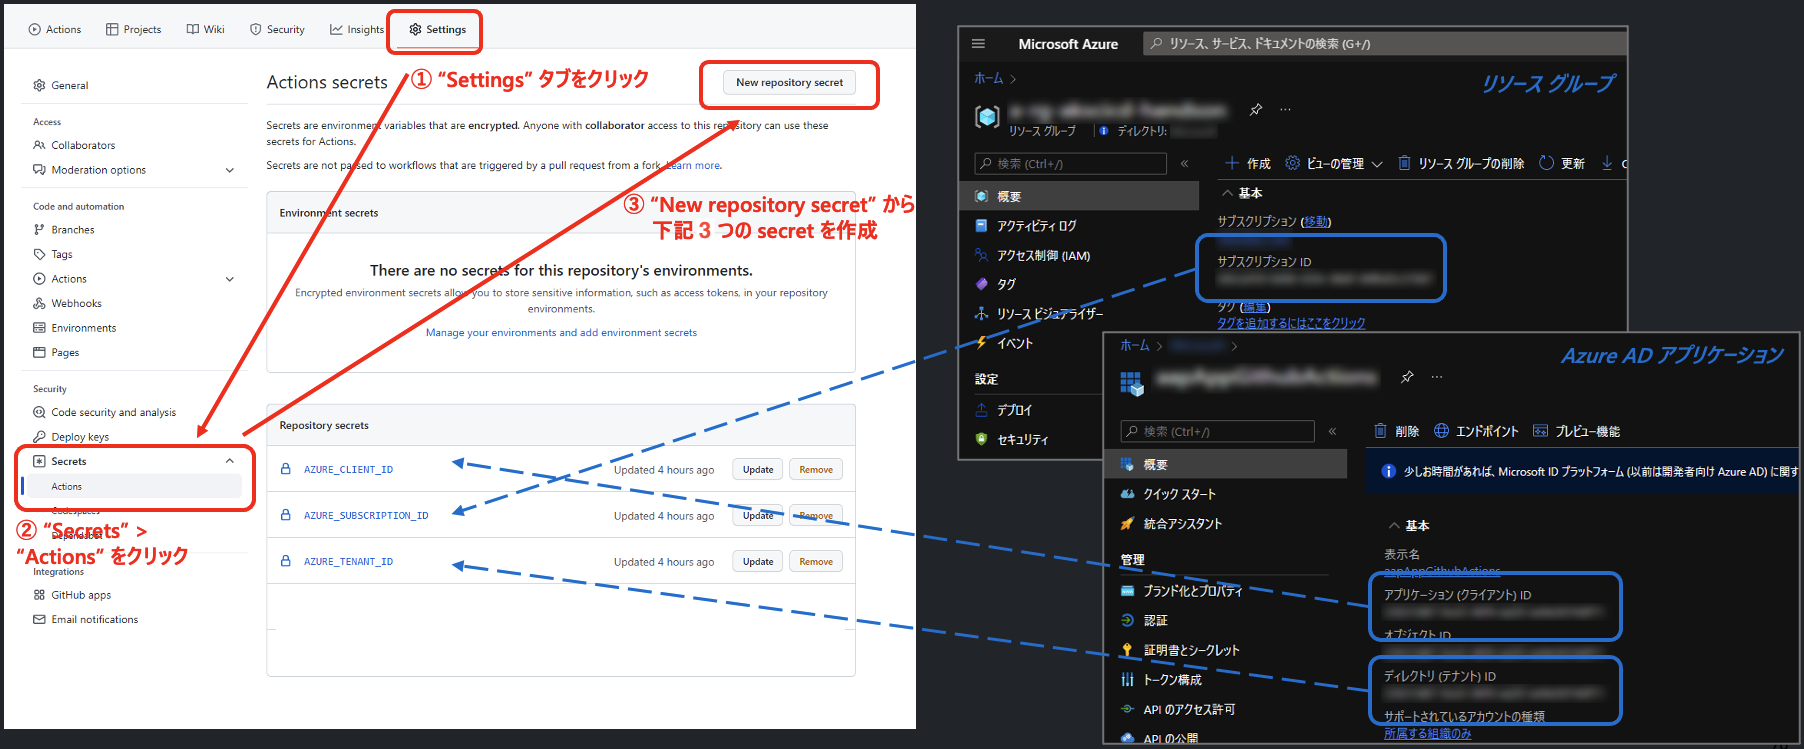 Actions
Projects
Wiki
Security
Insights
Settings
① “Settings” タブをクリック
General
Access
Collaborators
Moderation options
Code and automation
Branches
Tags
Actions
Webhooks
Environments
Pages
Security
Code security and analysis
Deploy keys
Secrets
Actions
Codespaces
Dependabot
② “Secrets” >
“Actions” をクリック
Integrations
GitHub apps
Email notifications
Actions secrets
New repository secret
Secrets are environment variables that are encrypted. Anyone with collaborator access to this repository can use these
secrets for Actions.
Secrets are not passed to workflows that are triggered by a pull request from a fork. Learn more.
③ “New repository secret” から
下記 3 つの secret を作成
Environment secrets
There are no secrets for this repository's environments.
Encrypted environment secrets allow you to store sensitive information, such as access tokens, in your repository
environments.
Manage your environments and add environment secrets
Repository secrets
AZURE_CLIENT_ID
Updated 4 hours ago
Update
Remove
AZURE_SUBSCRIPTION_ID
Updated 4 hours ago
Update
Remove
AZURE_TENANT_ID
Updated 4 hours ago
Update
Remove
Microsoft Azure
リソース、サービス、ドキュメントの検索 (G+/)
ホーム >
リソース グループ
リソース グループ
ディレクトリ:
検索 (Ctrl+/)
«
作成
ビューの管理
リソース グループの削除
更新
概要
アクティビティ ログ
アクセス制御 (IAM)
タグ
リソース ビジュアライザー
イベント
設定
デプロイ
セキュリティ
基本
サブスクリプション (移動)
サブスクリプション ID
タグ (編集)
タグを追加するにはここをクリック
ホーム >
>
Azure AD アプリケーション
aapAppGithubActions
検索 (Ctrl+/)
«
削除
エンドポイント
プレビュー機能
概要
クイック スタート
統合アシスタント
管理
ブランド化とプロパティ
認証
証明書とシークレット
トークン構成
API のアクセス許可
API の公開
少しお時間があれば、Microsoft ID プラットフォーム (以前は開発者向け Azure AD) に関す
基本
表示名
aapAppGithubActions
アプリケーション (クライアント) ID
オブジェクト ID
ディレクトリ (テナント) ID
サポートされているアカウントの種類
所属する組織のみ